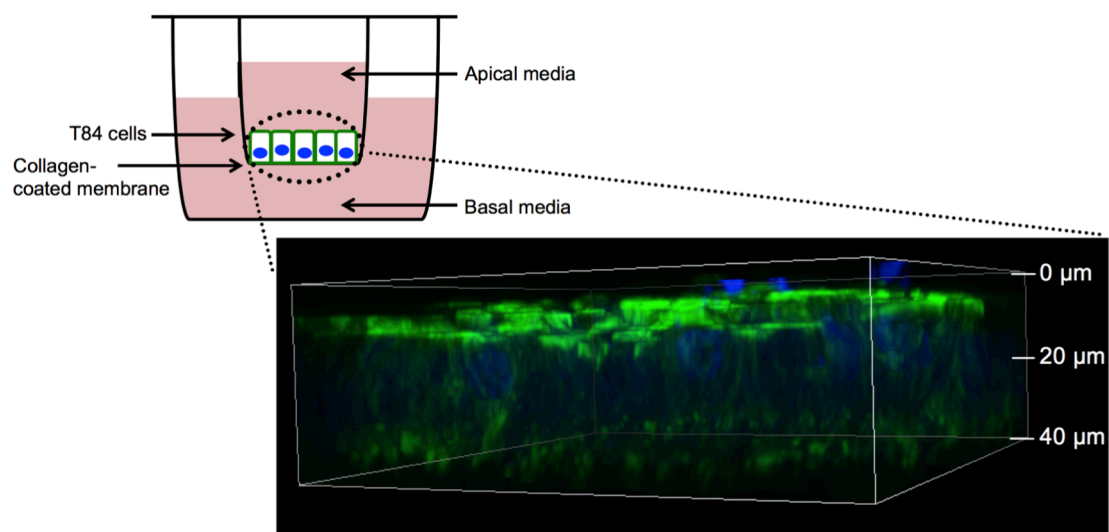 Apical media
T84 cells
Collagen-
coated membrane
Basal media
0 μm
20 μm
40 μm